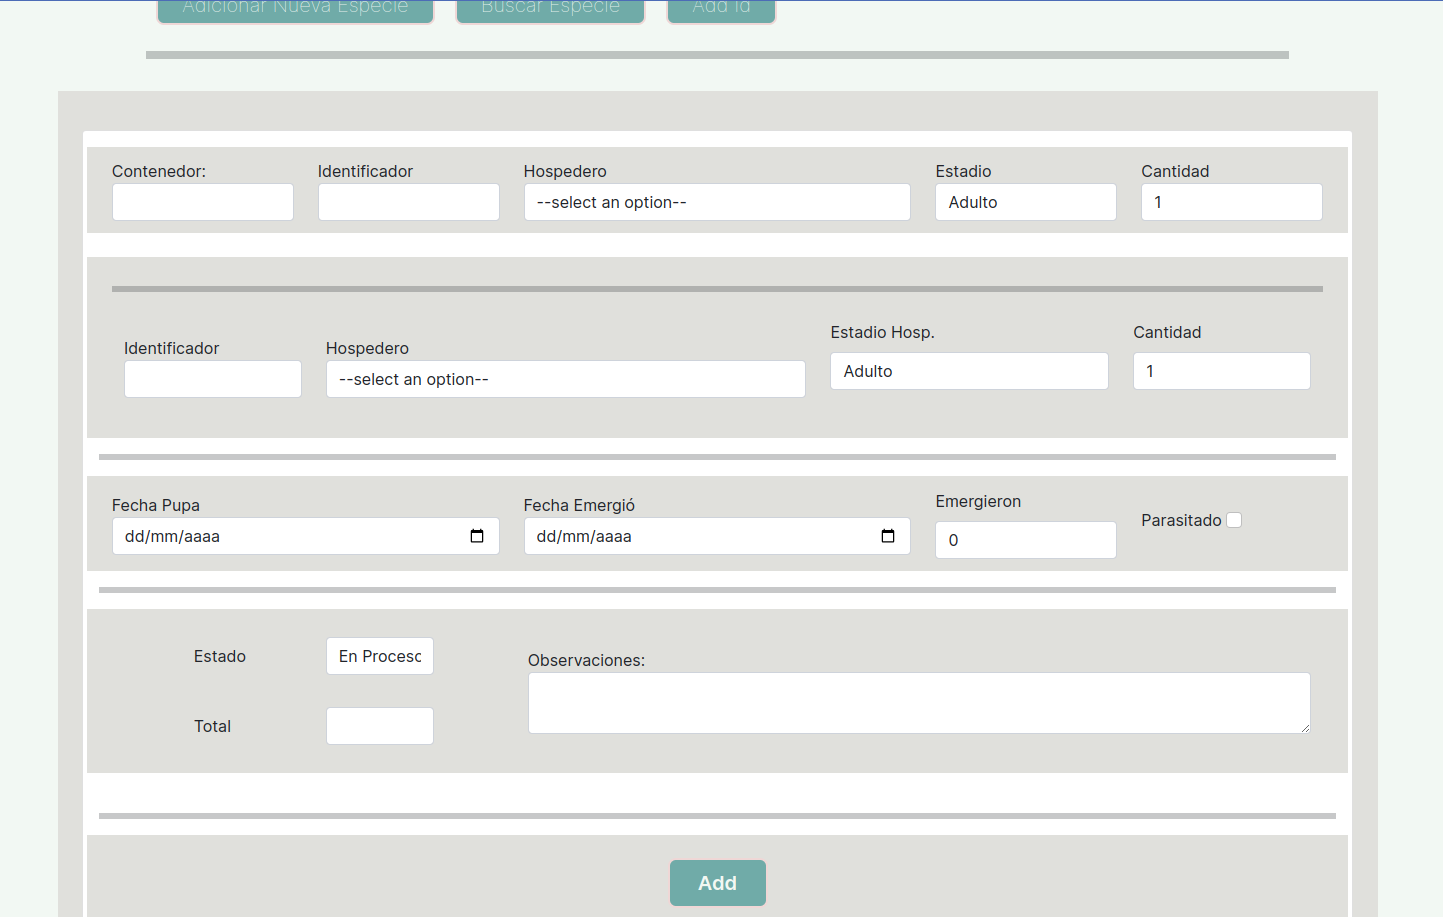 Adicionar Nueva Especie Buscar Especie Add Id
Contenedor: Identificador Hospedero Estadio Cantidad
--select an option-- Adulto 1
Estadio Hosp. Cantidad
Identificador Hospedero
--select an option-- Adulto 1
Fecha Pupa Fecha Emergió Emergieron
Parasitado
dd/mm/aaaa dd/mm/aaaa 0
Estado En Proceso
Observaciones:
Total
Add